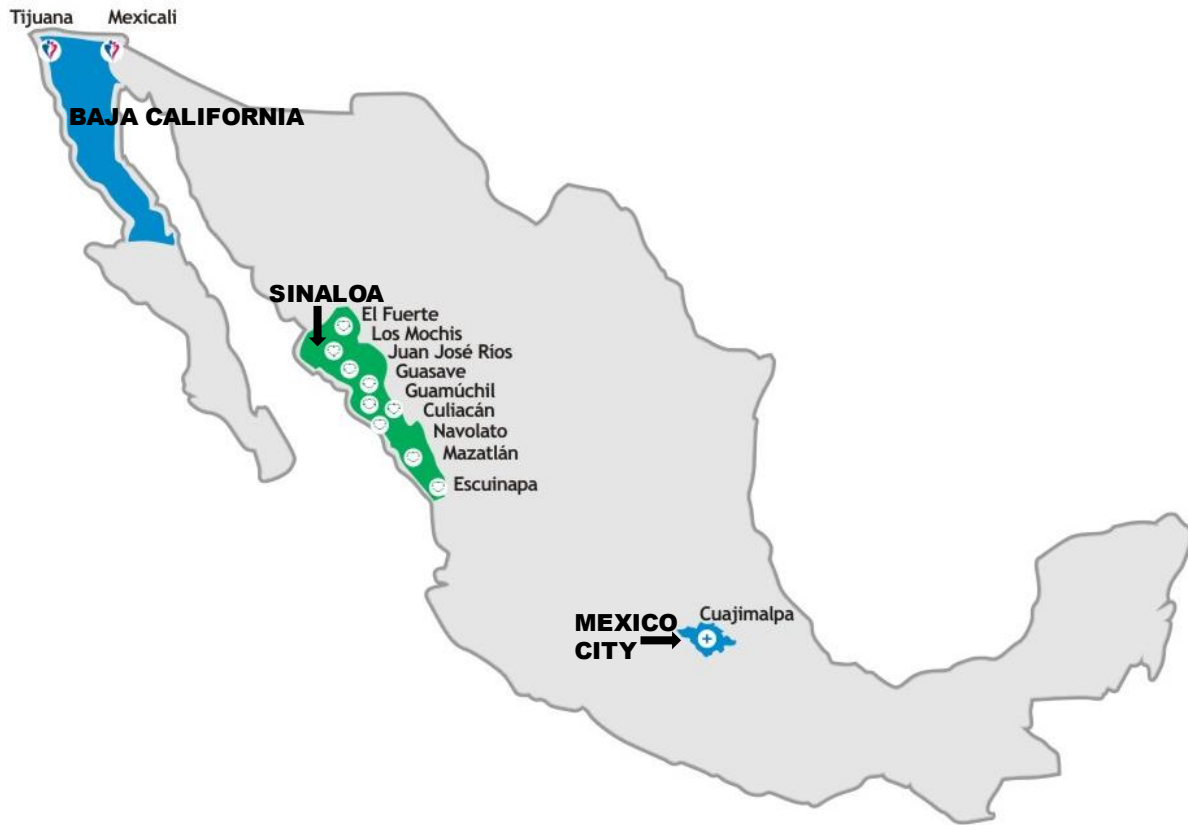 Tijuana
Mexicali
BAJA CALIFORNIA
SINALOA
El Fuerte
Los Mochis
Juan José Ríos
Guasave
Guamúchil
Culiacán
Navolato
Mazatlán
Escuinapa
Cuajimalpa
MEXICO
CITY